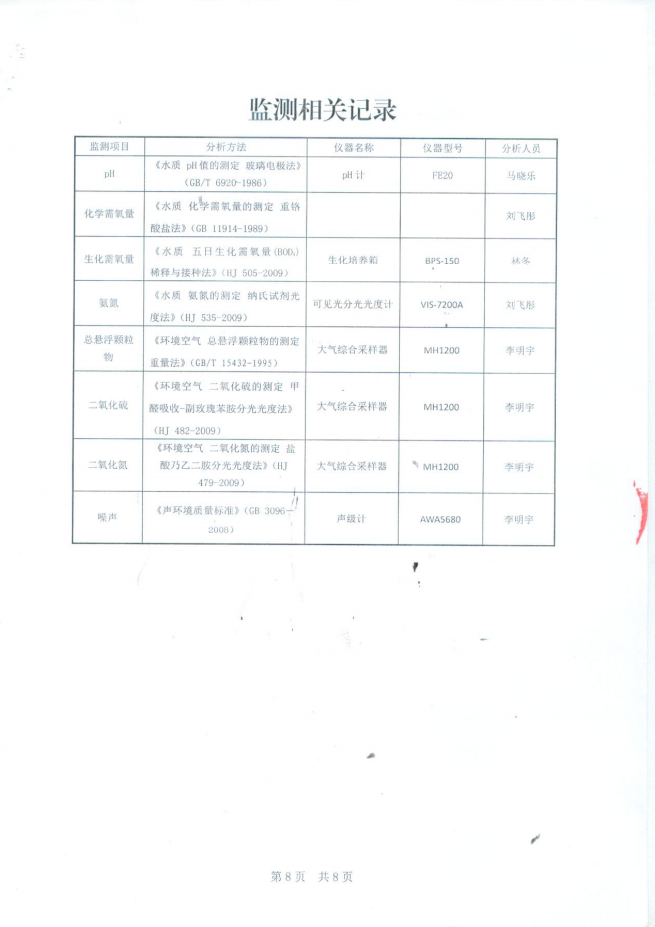 监测相关记录
监测项目 分析方法 仪器名称 仪器型号 分析人员
pH 《水质 pH值的测定 玻璃电极法》 pH计 FE20 马晓乐
(GB/T 6920-1986)
化学需氧量 《水质 化学需氧量的测定 重铬 刘飞彤
酸盐法》(GB 11914-1989)
生化需氧量 《水质 五日生化需氧量(BOD₅) 生化培养箱 BPS-150 林冬
稀释与接种法》(HJ 505-2009)
氨氮 《水质 氨氮的测定 纳氏试剂光 可见光分光光度计 VIS-7200A 刘飞彤
度法》(HJ 535-2009)
总悬浮颗粒 《环境空气 总悬浮颗粒物的测定 大气综合采样器 MH1200 李明宇
物 重量法》(GB/T 15432-1995)
二氧化硫 《环境空气 二氧化硫的测定 甲 大气综合采样器 MH1200 李明宇
醛吸收-副玫瑰苯胺分光光度法》
(HJ 482-2009)
二氧化氮 《环境空气 二氧化氮的测定 盐 大气综合采样器 MH1200 李明宇
酸乃乙二胺分光光度法》(HJ
479-2009)
噪声 《声环境质量标准》(GB 3096-- 声级计 AWA5680 李明宇
2008)
第8页 共8页